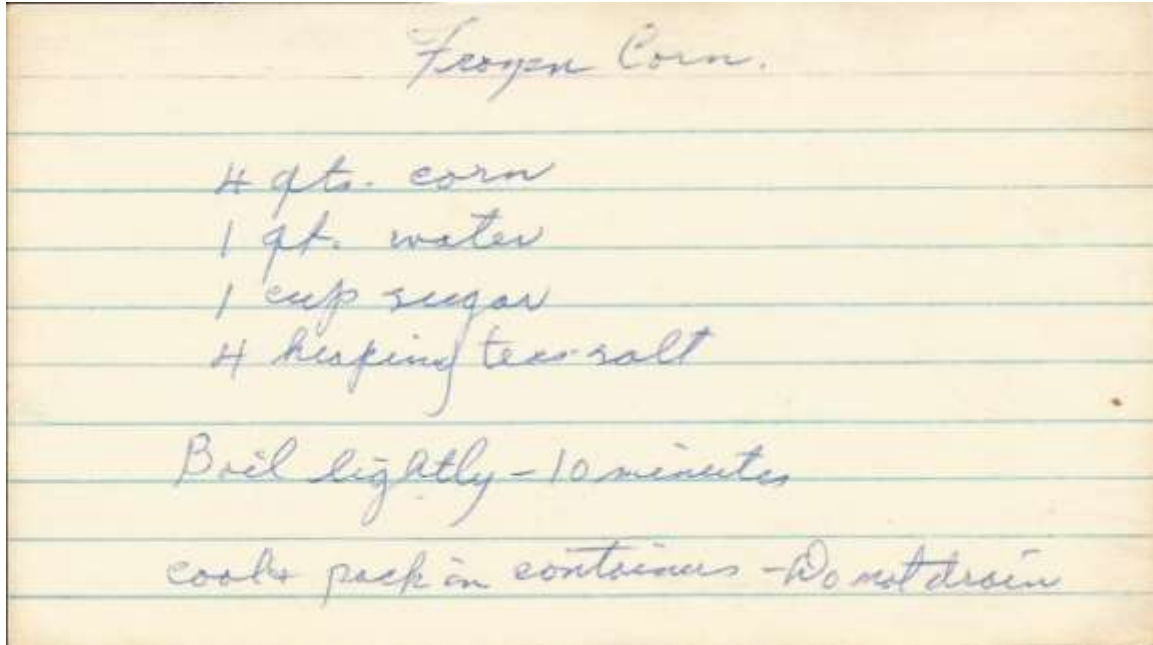 Frozen Corn.
4 qts. corn
1 qt. water
1 cup sugar
4 heaping teas salt
Boil lightly - 10 minutes
cool & pack in containers - Do not drain